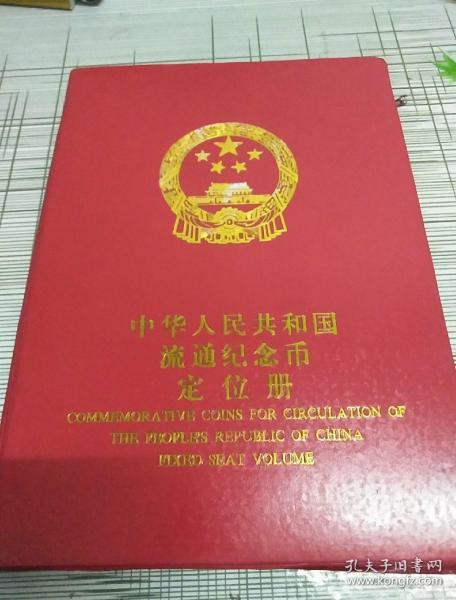 中华人民共和国
流通纪念币
定位册
COMMEMORATIVE COINS FOR CIRCULATION OF
THE PEOPLE'S REPUBLIC OF CHINA
FIXED SEAT VOLUME
孔夫子旧书网
www.kongfz.com